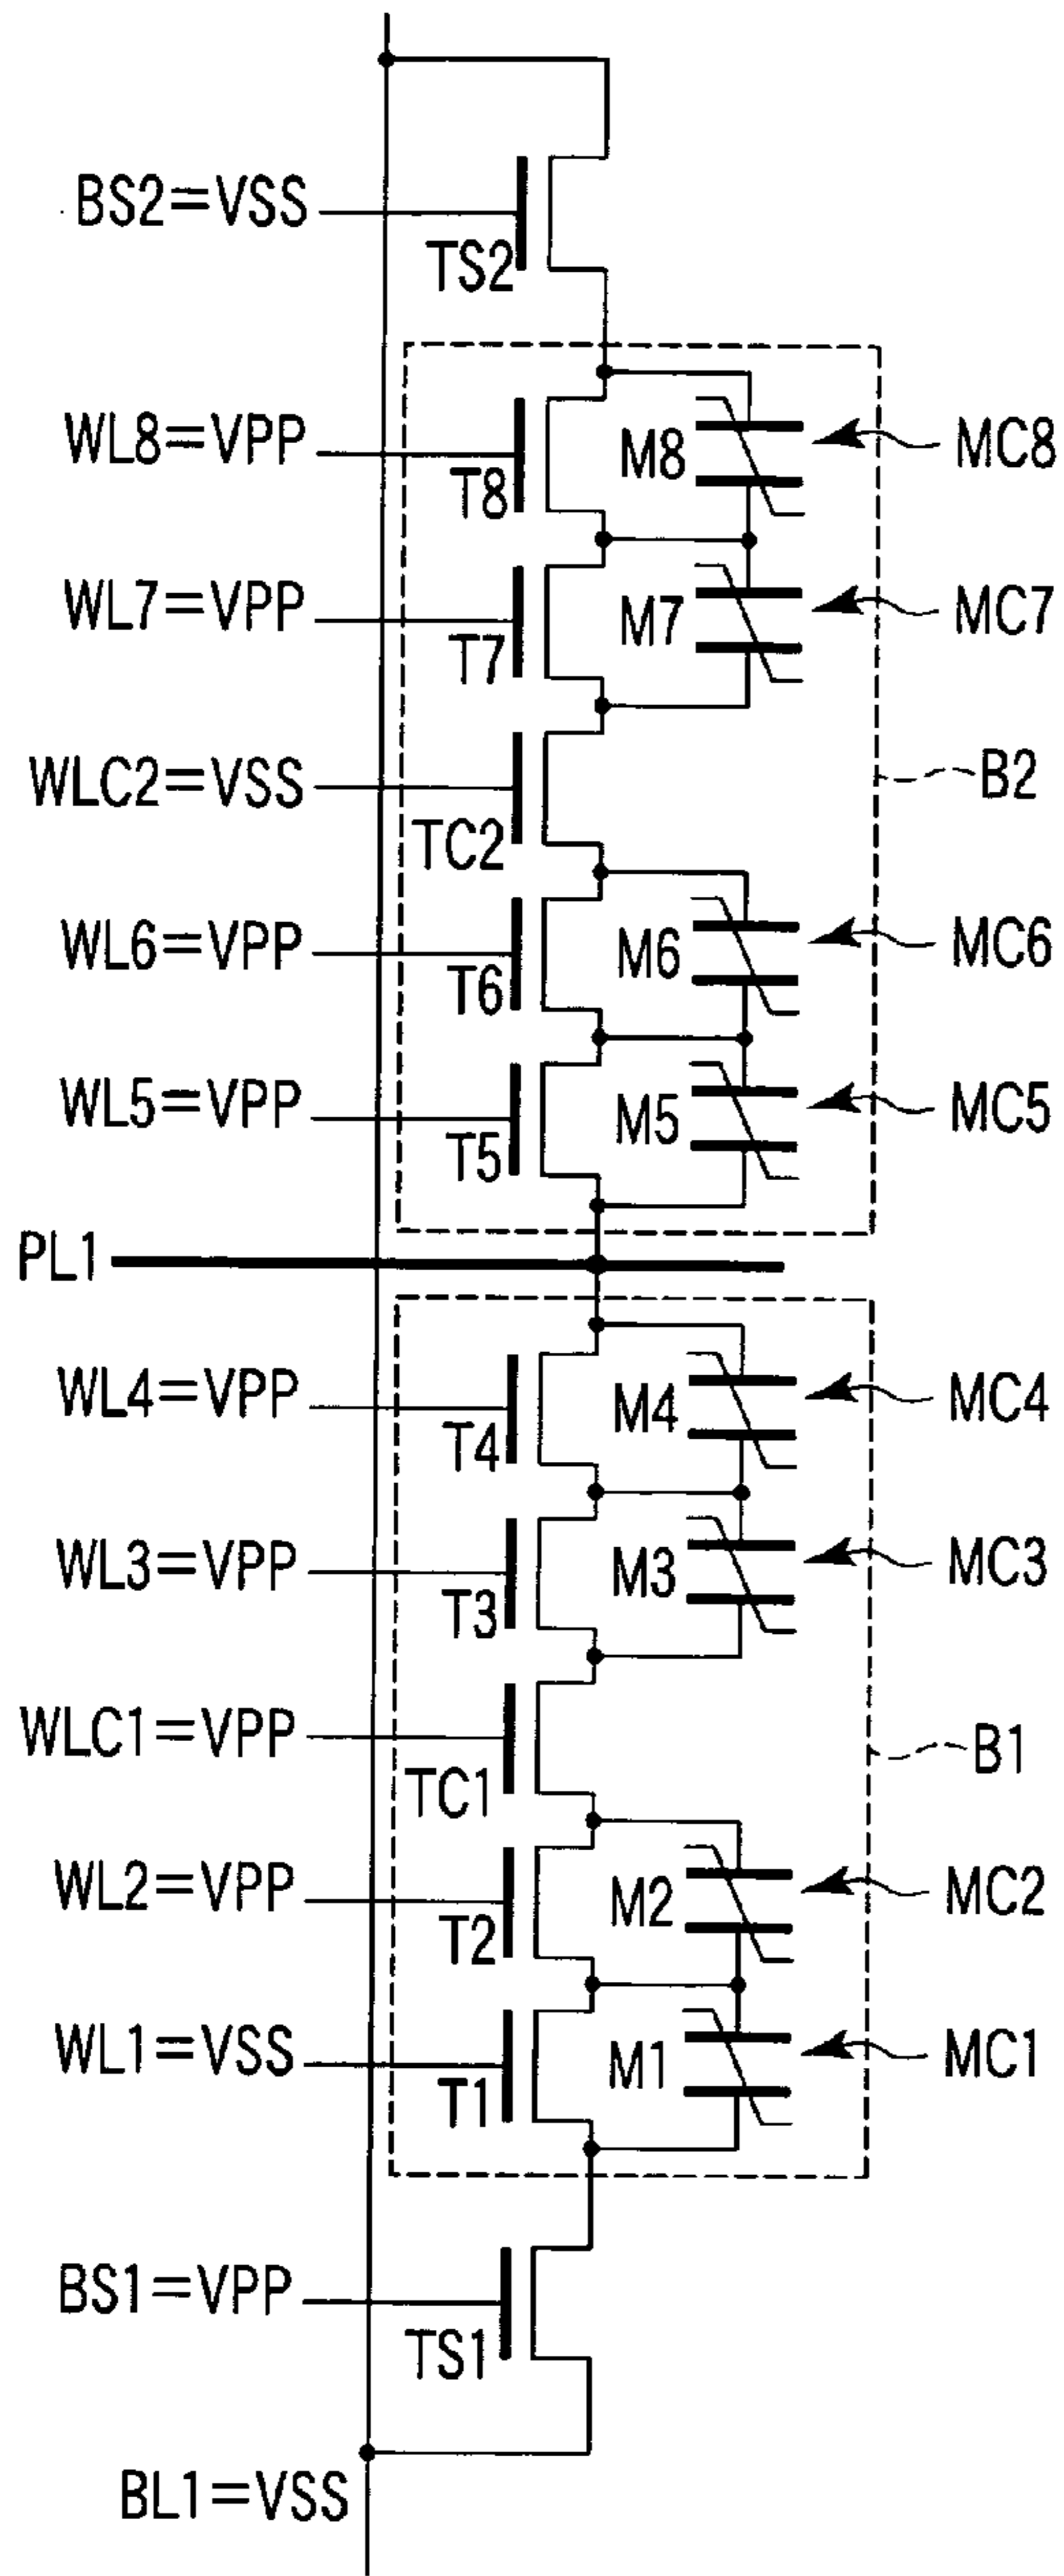 BS2=VSS
TS2
WL8=VPP
T8
M8
MC8
WL7=VPP
T7
M7
MC7
WLC2=VSS
TC2
B2
WL6=VPP
T6
M6
MC6
WL5=VPP
T5
M5
MC5
PL1
WL4=VPP
T4
M4
MC4
WL3=VPP
T3
M3
MC3
WLC1=VPP
TC1
B1
WL2=VPP
T2
M2
MC2
WL1=VSS
T1
M1
MC1
BS1=VPP
TS1
BL1=VSS